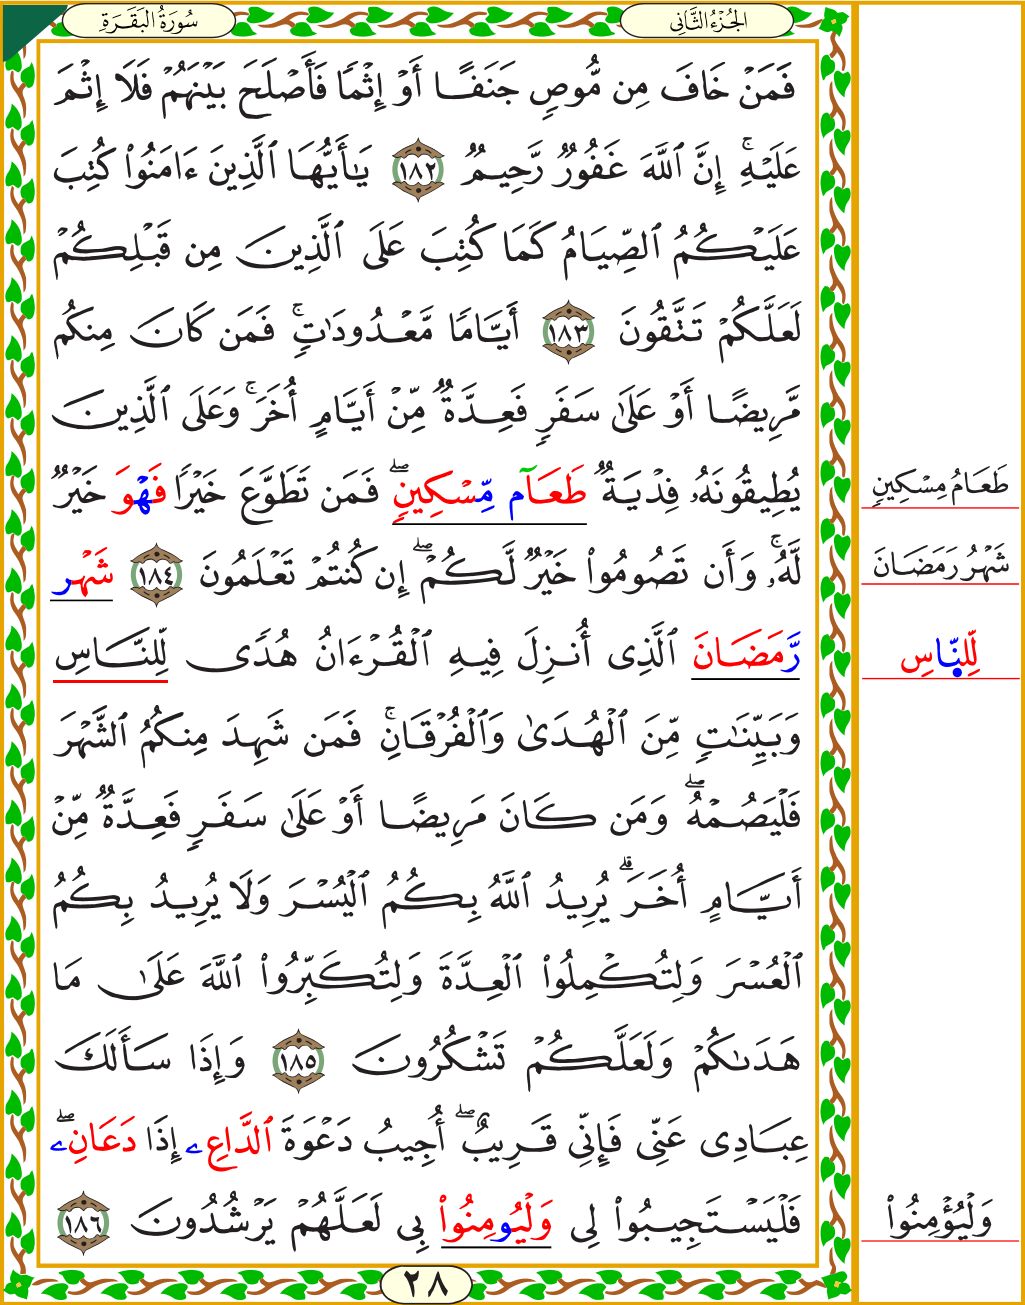 سُورَةُ البَقَرَةِ
الجُزْءُ الثَّانِي
فَمَنْ خَافَ مِن مُّوصٍ جَنَفًا أَوْ إِثْمًا فَأَصْلَحَ بَيْنَهُمْ فَلَا إِثْمَ
عَلَيْهِۚ إِنَّ ٱللَّهَ غَفُورٌ رَّحِيمٌ ١٨٢ يَٰٓأَيُّهَا ٱلَّذِينَ ءَامَنُوا۟ كُتِبَ
عَلَيْكُمُ ٱلصِّيَامُ كَمَا كُتِبَ عَلَى ٱلَّذِينَ مِن قَبْلِكُمْ
لَعَلَّكُمْ تَتَّقُونَ ١٨٣ أَيَّامًا مَّعْدُودَٰتٍۚ فَمَن كَانَ مِنكُم
مَّرِيضًا أَوْ عَلَىٰ سَفَرٍ فَعِدَّةٌ مِّنْ أَيَّامٍ أُخَرَۚ وَعَلَى ٱلَّذِينَ
يُطِيقُونَهُۥ فِدْيَةٌ طَعَآم مِّسْكِينٍۖ فَمَن تَطَوَّعَ خَيْرًا فَهْوَ خَيْرٌ
لَّهُۥۚ وَأَن تَصُومُوا۟ خَيْرٌ لَّكُمْۖ إِن كُنتُمْ تَعْلَمُونَ ١٨٤ شَهْر
رَّمَضَانَ ٱلَّذِى أُنزِلَ فِيهِ ٱلْقُرْءَانُ هُدًى لِّلنَّاسِ
وَبَيِّنَٰتٍ مِّنَ ٱلْهُدَىٰ وَٱلْفُرْقَانِۚ فَمَن شَهِدَ مِنكُمُ ٱلشَّهْرَ
فَلْيَصُمْهُۖ وَمَن كَانَ مَرِيضًا أَوْ عَلَىٰ سَفَرٍ فَعِدَّةٌ مِّنْ
أَيَّامٍ أُخَرَۗ يُرِيدُ ٱللَّهُ بِكُمُ ٱلْيُسْرَ وَلَا يُرِيدُ بِكُمُ
ٱلْعُسْرَ وَلِتُكْمِلُوا۟ ٱلْعِدَّةَ وَلِتُكَبِّرُوا۟ ٱللَّهَ عَلَىٰ مَا
هَدَىٰكُمْ وَلَعَلَّكُمْ تَشْكُرُونَ ١٨٥ وَإِذَا سَأَلَكَ
عِبَادِى عَنِّى فَإِنِّى قَرِيبٌۖ أُجِيبُ دَعْوَةَ ٱلدَّاعِۦ إِذَا دَعَانِۦۖ
فَلْيَسْتَجِيبُوا۟ لِى وَلْيُومِنُوا۟ بِى لَعَلَّهُمْ يَرْشُدُونَ ١٨٦
طَعَامُ مِسْكِينٍ
شَهْرُ رَمَضَانَ
لِّلنَّاسِ
وَلْيُؤْمِنُوا۟
٢٨